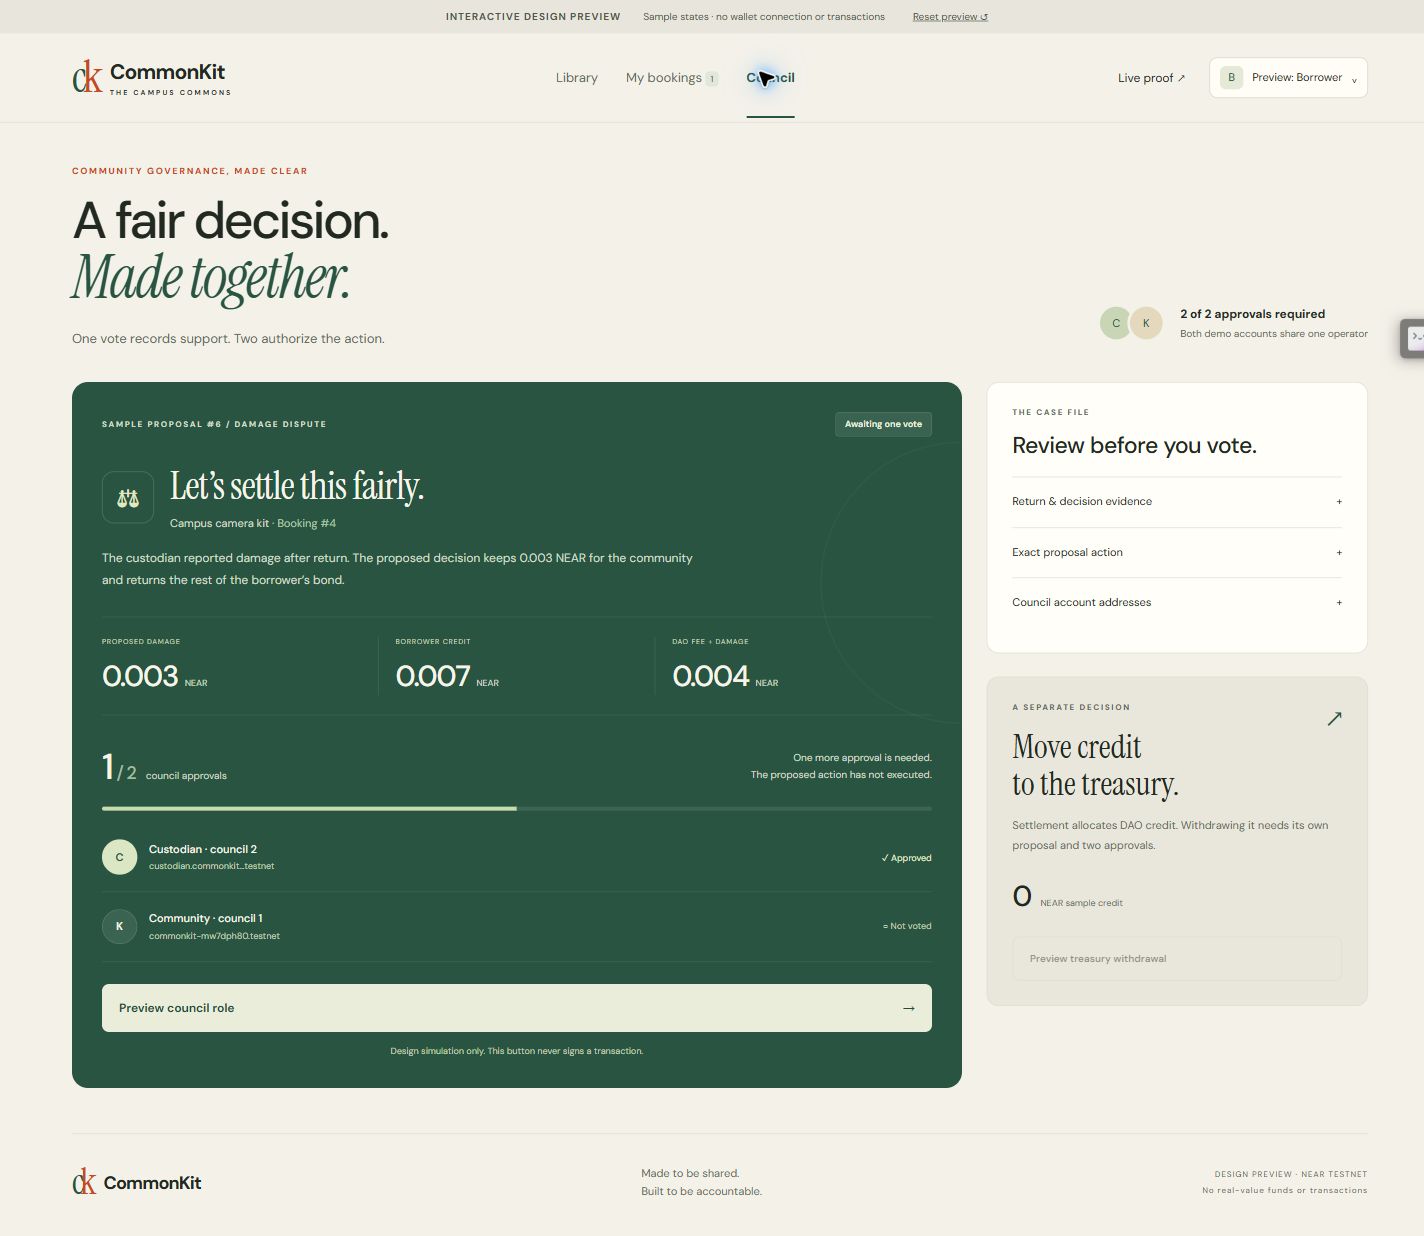 INTERACTIVE DESIGN PREVIEW Sample states · no wallet connection or transactions Reset preview ↺
ck CommonKit
THE CAMPUS COMMONS
Library My bookings 1 Council
Live proof ↗ B Preview: Borrower
COMMUNITY GOVERNANCE, MADE CLEAR
A fair decision.
Made together.
One vote records support. Two authorize the action.
C K 2 of 2 approvals required
Both demo accounts share one operator
SAMPLE PROPOSAL #6 / DAMAGE DISPUTE Awaiting one vote
Let's settle this fairly.
Campus camera kit · Booking #4
The custodian reported damage after return. The proposed decision keeps 0.003 NEAR for the community
and returns the rest of the borrower's bond.
PROPOSED DAMAGE BORROWER CREDIT DAO FEE + DAMAGE
0.003 NEAR 0.007 NEAR 0.004 NEAR
1 / 2 council approvals
One more approval is needed.
The proposed action has not executed.
C Custodian · council 2
custodian.commonkit…testnet
✓ Approved
K Community · council 1
commonkit-mw7dph80.testnet
○ Not voted
Preview council role →
Design simulation only. This button never signs a transaction.
THE CASE FILE
Review before you vote.
Return & decision evidence +
Exact proposal action +
Council account addresses +
A SEPARATE DECISION ↗
Move credit
to the treasury.
Settlement allocates DAO credit. Withdrawing it needs its own
proposal and two approvals.
0 NEAR sample credit
Preview treasury withdrawal
ck CommonKit
Made to be shared.
Built to be accountable.
DESIGN PREVIEW · NEAR TESTNET
No real-value funds or transactions